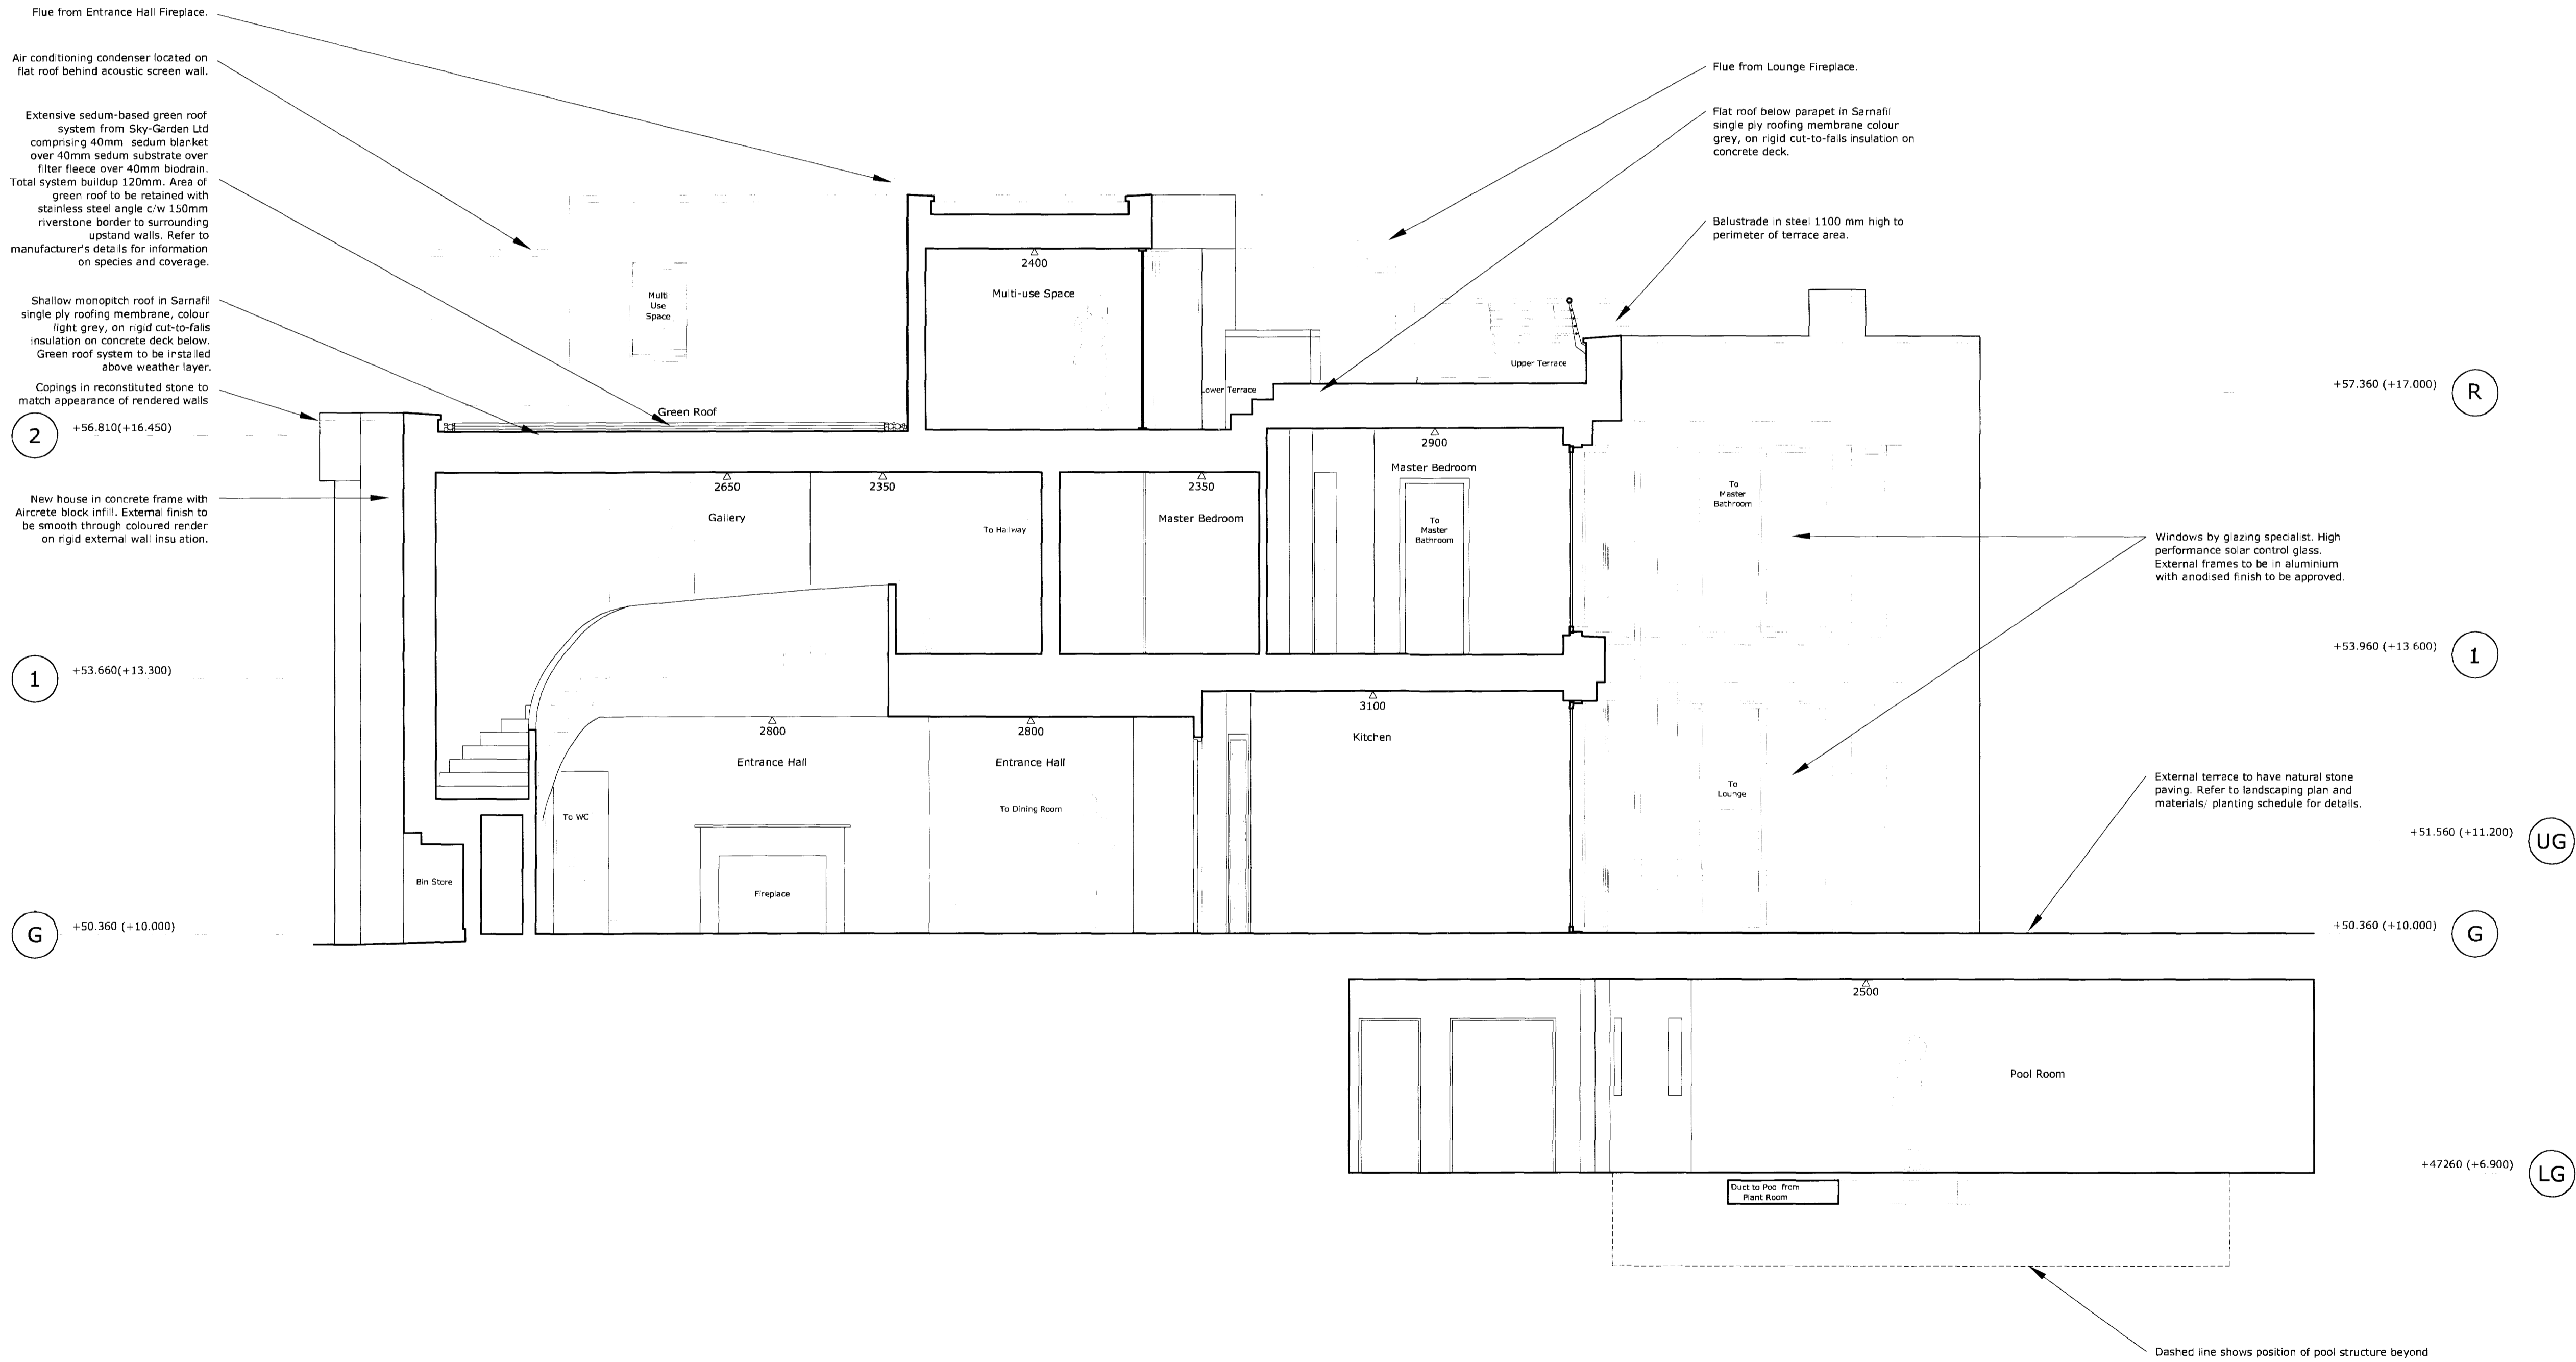 Flue from Entrance Hall Fireplace.
Air conditioning condenser located on
flat roof behind acoustic screen wall.
Extensive sedum-based green roof
system from Sky-Garden Ltd
comprising 40mm sedum blanket
over 40mm sedum substrate over
filter fleece over 40mm biodrain.
Total system buildup 120mm. Area of
green roof to be retained with
stainless steel angle c/w 150mm
riverstone border to surrounding
upstand walls. Refer to
manufacturer's details for information
on species and coverage.
Shallow monopitch roof in Sarnafil
single ply roofing membrane, colour
light grey, on rigid cut-to-falls
insulation on concrete deck below.
Green roof system to be installed
above weather layer.
Copings in reconstituted stone to
match appearance of rendered walls
2
+56.810(+16.450)
New house in concrete frame with
Aircrete block infill. External finish to
be smooth through coloured render
on rigid external wall insulation.
1
+53.660(+13.300)
G
+50.360 (+10.000)
Multi
Use
Space
Green Roof
2400
Multi-use Space
Lower Terrace
Upper Terrace
Flue from Lounge Fireplace.
Flat roof below parapet in Sarnafil
single ply roofing membrane colour
grey, on rigid cut-to-falls insulation on
concrete deck.
Balustrade in steel 1100 mm high to
perimeter of terrace area.
2650
Gallery
2350
To Hallway
2350
Master Bedroom
2900
Master Bedroom
To
Master
Bathroom
To
Master
Bathroom
2800
Entrance Hall
2800
Entrance Hall
To Dining Room
3100
Kitchen
To WC
Fireplace
Bin Store
To
Lounge
+57.360 (+17.000)
R
Windows by glazing specialist. High
performance solar control glass.
External frames to be in aluminium
with anodised finish to be approved.
+53.960 (+13.600)
1
External terrace to have natural stone
paving. Refer to landscaping plan and
materials/ planting schedule for details.
+51.560 (+11.200)
UG
+50.360 (+10.000)
G
2500
Pool Room
+47260 (+6.900)
LG
Duct to Pool from
Plant Room
Dashed line shows position of pool structure beyond